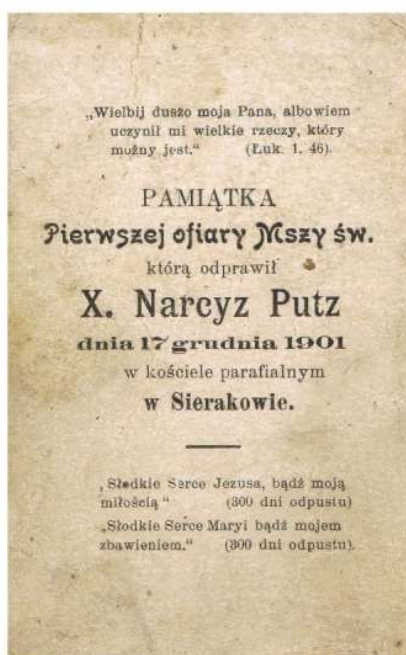 „Wielbij duszo moja Pana, albowiem
uczynił mi wielkie rzeczy, który
możny jest.“ (Łuk. 1. 46).
PAMIĄTKA
Pierwszej ofiary Mszy św.
którą odprawił
X. Narcyz Putz
dnia 17 grudnia 1901
w kościele parafialnym
w Sierakowie.
„Słodkie Serce Jezusa, bądź moją
miłością“ (300 dni odpustu)
„Słodkie Serce Maryi bądź mojem
zbawieniem.“ (300 dni odpustu).